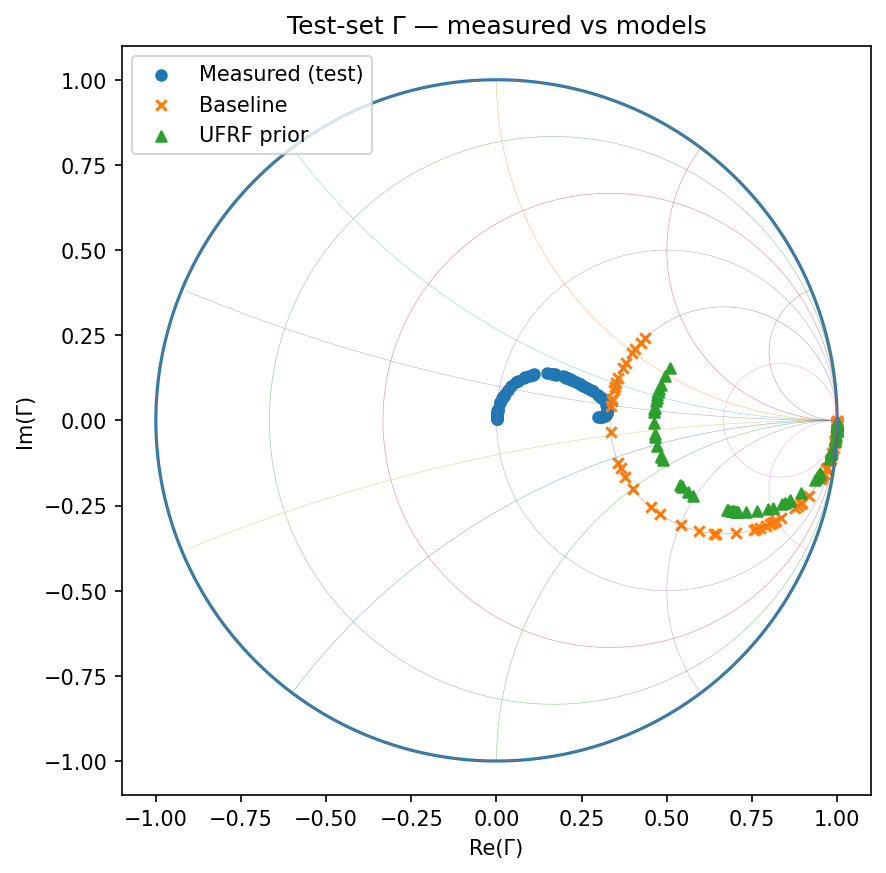 Test-set Γ — measured vs models
Measured (test)
Baseline
UFRF prior
1.00
0.75
0.50
0.25
0.00
−0.25
−0.50
−0.75
−1.00
Im(Γ)
−1.00 −0.75 −0.50 −0.25 0.00 0.25 0.50 0.75 1.00
Re(Γ)